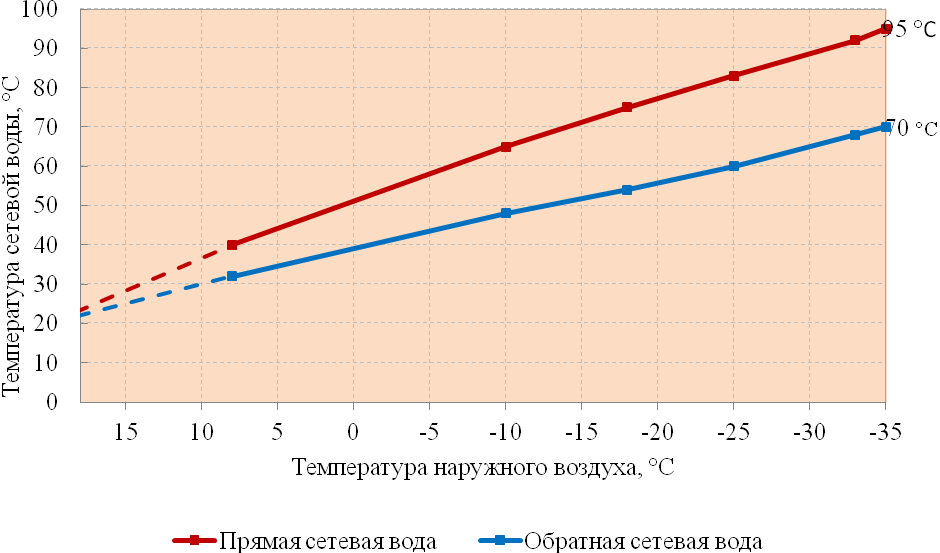 100
90
80
70
60
50
40
30
20
10
0
Температура сетевой воды, °С
95 °С
70 °С
15 10 5 0 -5 -10 -15 -20 -25 -30 -35
Температура наружного воздуха, °С
Прямая сетевая вода Обратная сетевая вода